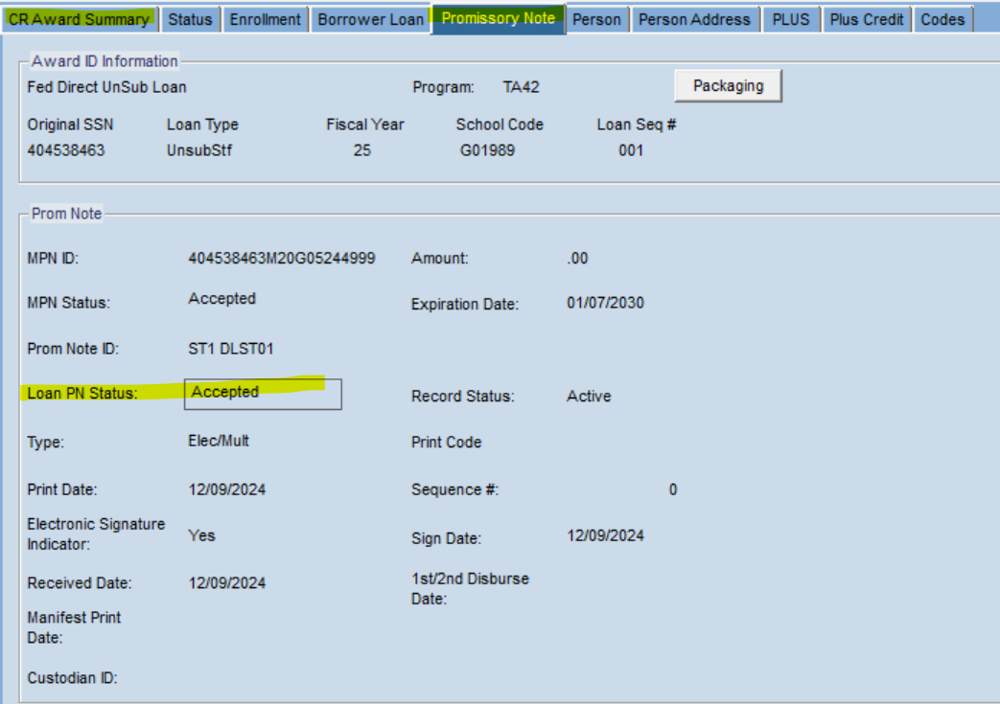 CR Award Summary Status Enrollment Borrower Loan Promissory Note Person Person Address PLUS Plus Credit Codes
Award ID Information
Fed Direct UnSub Loan Program: TA42 Packaging
Original SSN Loan Type Fiscal Year School Code Loan Seq #
404538463 UnsubStf 25 G01989 001
Prom Note
MPN ID: 404538463M20G05244999 Amount: .00
MPN Status: Accepted Expiration Date: 01/07/2030
Prom Note ID: ST1 DLST01
Loan PN Status: Accepted Record Status: Active
Type: Elec/Mult Print Code
Print Date: 12/09/2024 Sequence #: 0
Electronic Signature
Indicator: Yes Sign Date: 12/09/2024
Received Date: 12/09/2024 1st/2nd Disburse
Date:
Manifest Print
Date:
Custodian ID: